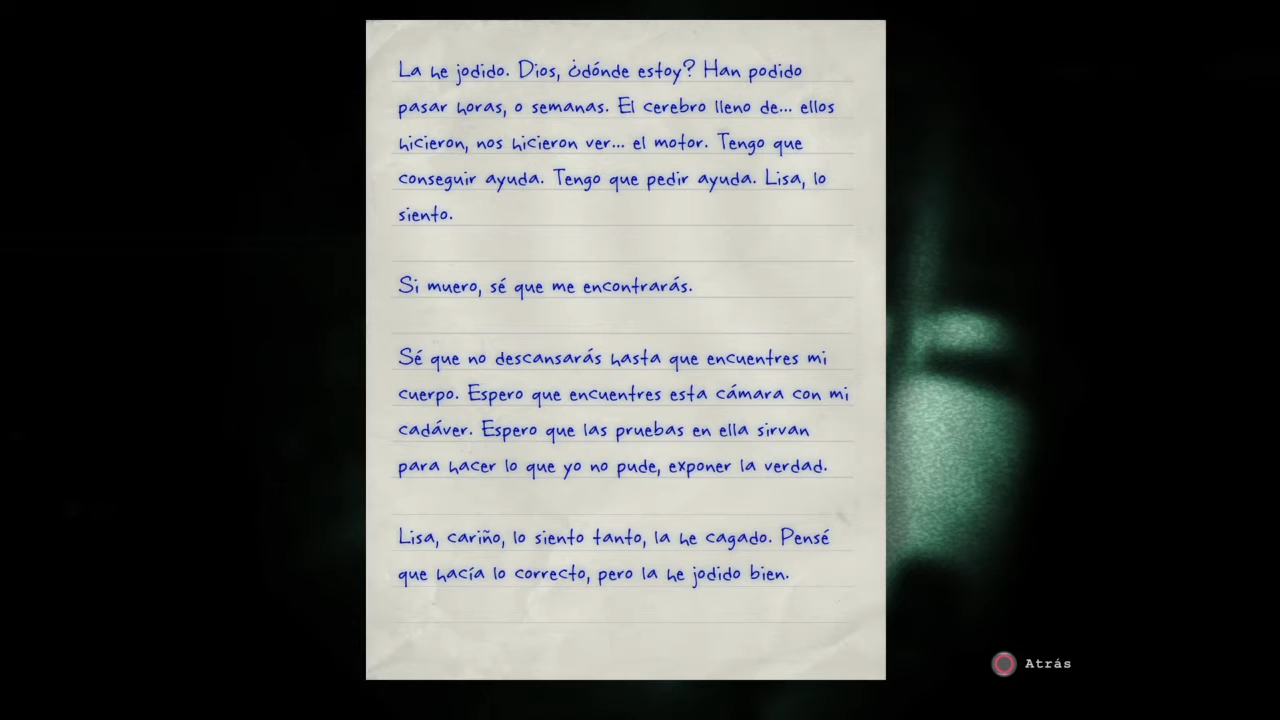 La he jodido. Dios, ¿dónde estoy? Han podido
pasar horas, o semanas. El cerebro lleno de... ellos
hicieron, nos hicieron ver... el motor. Tengo que
conseguir ayuda. Tengo que pedir ayuda. Lisa, lo
siento.
Si muero, sé que me encontrarás.
Sé que no descansarás hasta que encuentres mi
cuerpo. Espero que encuentres esta cámara con mi
cadáver. Espero que las pruebas en ella sirvan
para hacer lo que yo no pude, exponer la verdad.
Lisa, cariño, lo siento tanto, la he cagado. Pensé
que hacía lo correcto, pero la he jodido bien.
Atrás